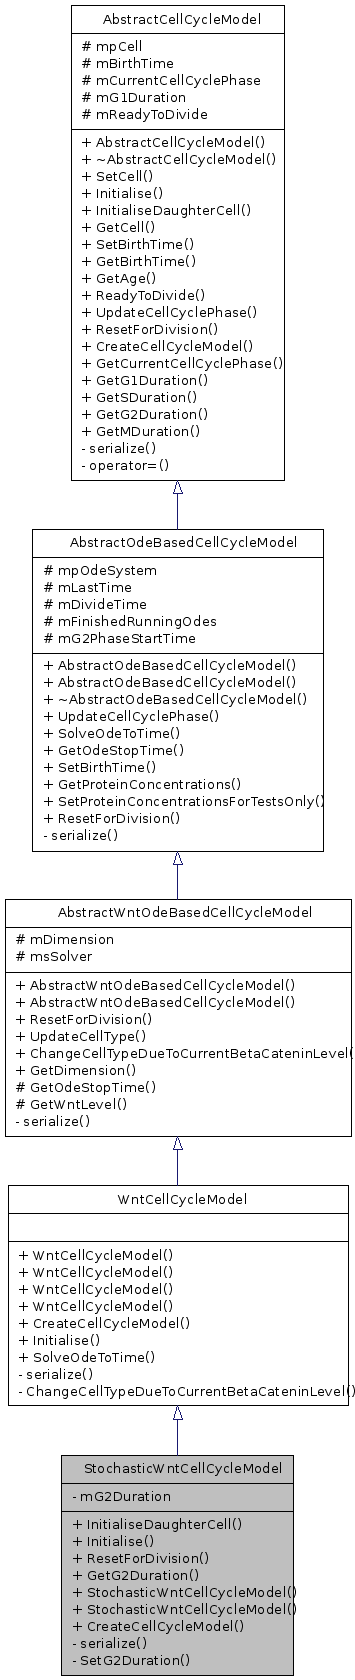 AbstractCellCycleModel
# mpCell
# mBirthTime
# mCurrentCellCyclePhase
# mG1Duration
# mReadyToDivide
+ AbstractCellCycleModel()
+ ~AbstractCellCycleModel()
+ SetCell()
+ Initialise()
+ InitialiseDaughterCell()
+ GetCell()
+ SetBirthTime()
+ GetBirthTime()
+ GetAge()
+ ReadyToDivide()
+ UpdateCellCyclePhase()
+ ResetForDivision()
+ CreateCellCycleModel()
+ GetCurrentCellCyclePhase()
+ GetG1Duration()
+ GetSDuration()
+ GetG2Duration()
+ GetMDuration()
- serialize()
- operator=()
AbstractOdeBasedCellCycleModel
# mpOdeSystem
# mLastTime
# mDivideTime
# mFinishedRunningOdes
# mG2PhaseStartTime
+ AbstractOdeBasedCellCycleModel()
+ AbstractOdeBasedCellCycleModel()
+ ~AbstractOdeBasedCellCycleModel()
+ UpdateCellCyclePhase()
+ SolveOdeToTime()
+ GetOdeStopTime()
+ SetBirthTime()
+ GetProteinConcentrations()
+ SetProteinConcentrationsForTestsOnly()
+ ResetForDivision()
- serialize()
AbstractWntOdeBasedCellCycleModel
# mDimension
# msSolver
+ AbstractWntOdeBasedCellCycleModel()
+ AbstractWntOdeBasedCellCycleModel()
+ ResetForDivision()
+ UpdateCellType()
+ ChangeCellTypeDueToCurrentBetaCateninLevel(
+ GetDimension()
# GetOdeStopTime()
# GetWntLevel()
- serialize()
WntCellCycleModel
+ WntCellCycleModel()
+ WntCellCycleModel()
+ WntCellCycleModel()
+ WntCellCycleModel()
+ CreateCellCycleModel()
+ Initialise()
+ SolveOdeToTime()
- serialize()
- ChangeCellTypeDueToCurrentBetaCateninLevel()
StochasticWntCellCycleModel
- mG2Duration
+ InitialiseDaughterCell()
+ Initialise()
+ ResetForDivision()
+ GetG2Duration()
+ StochasticWntCellCycleModel()
+ StochasticWntCellCycleModel()
+ CreateCellCycleModel()
- serialize()
- SetG2Duration()